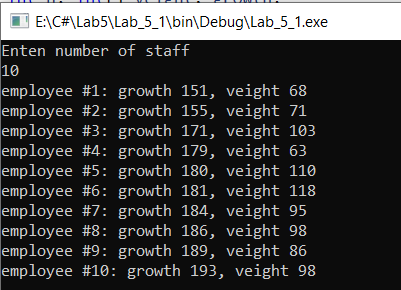 E:\C#\Lab5\Lab_5_1\bin\Debug\Lab_5_1.exe
Enten number of staff
10
employee #1: growth 151, veight 68
employee #2: growth 155, veight 71
employee #3: growth 171, veight 103
employee #4: growth 179, veight 63
employee #5: growth 180, veight 110
employee #6: growth 181, veight 118
employee #7: growth 184, veight 95
employee #8: growth 186, veight 98
employee #9: growth 189, veight 86
employee #10: growth 193, veight 98